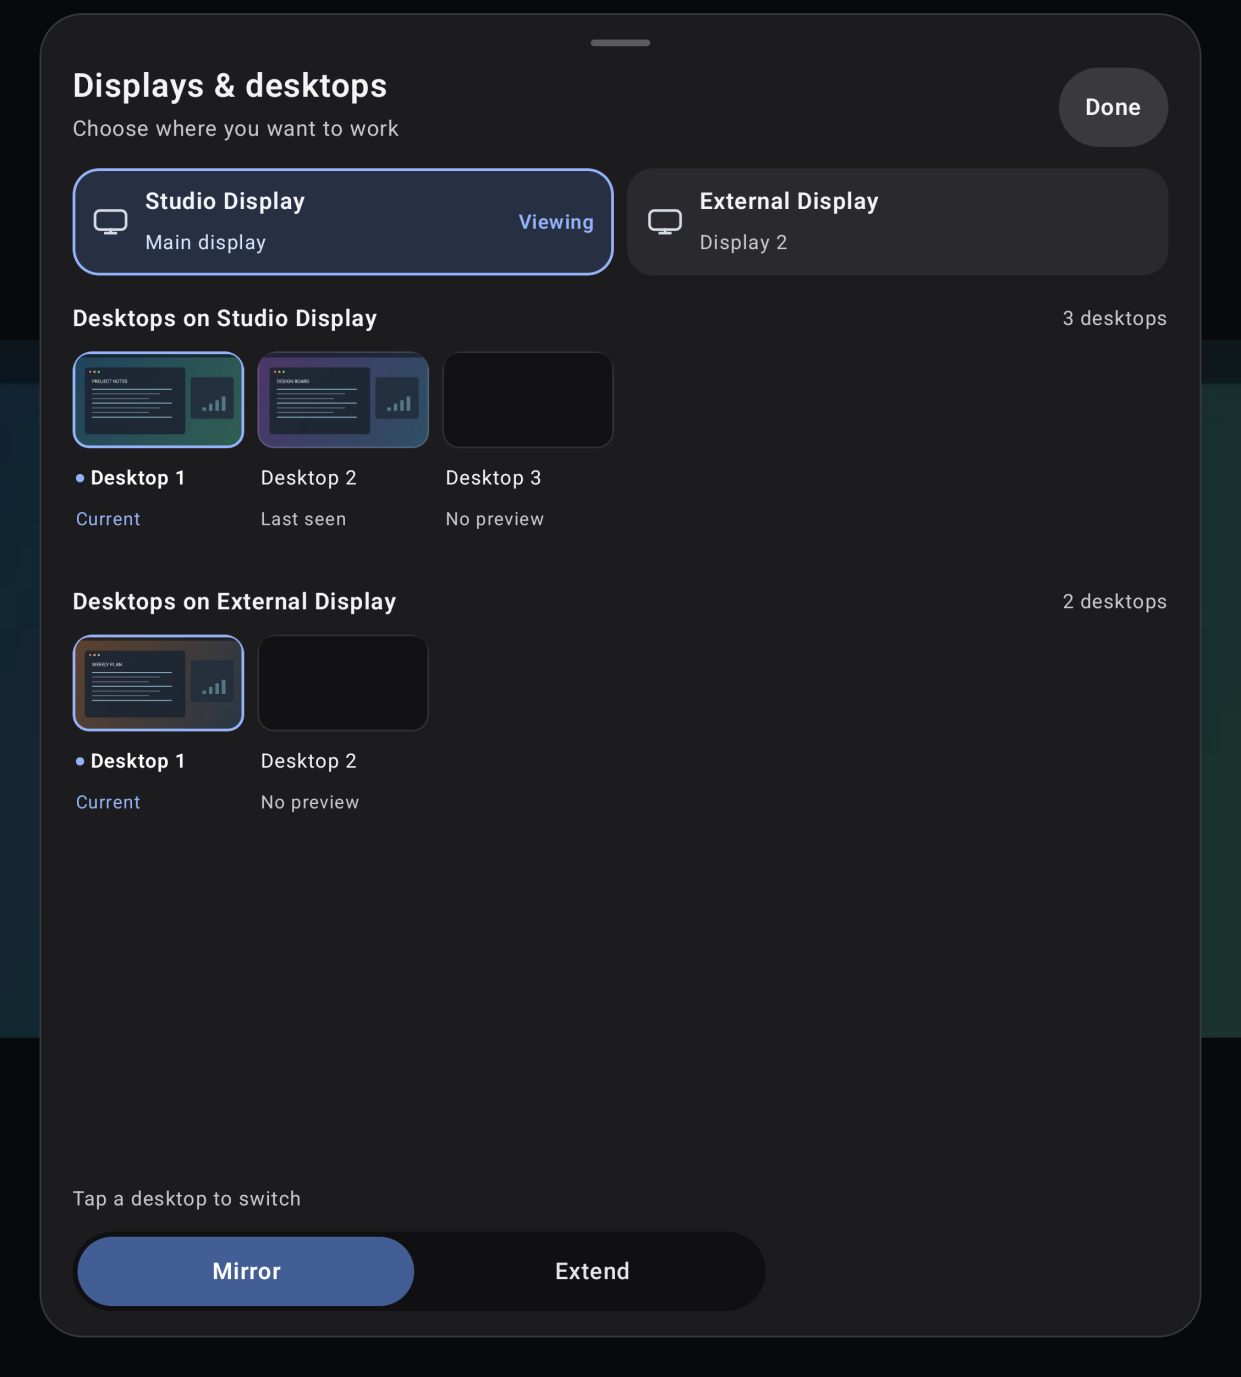 Displays & desktops
Choose where you want to work
Done
Studio Display
Main display
Viewing
External Display
Display 2
Desktops on Studio Display
3 desktops
PROJECT NOTES
DESIGN BOARD
Desktop 1
Current
Desktop 2
Last seen
Desktop 3
No preview
Desktops on External Display
2 desktops
WEEKLY PLAN
Desktop 1
Current
Desktop 2
No preview
Tap a desktop to switch
Mirror
Extend